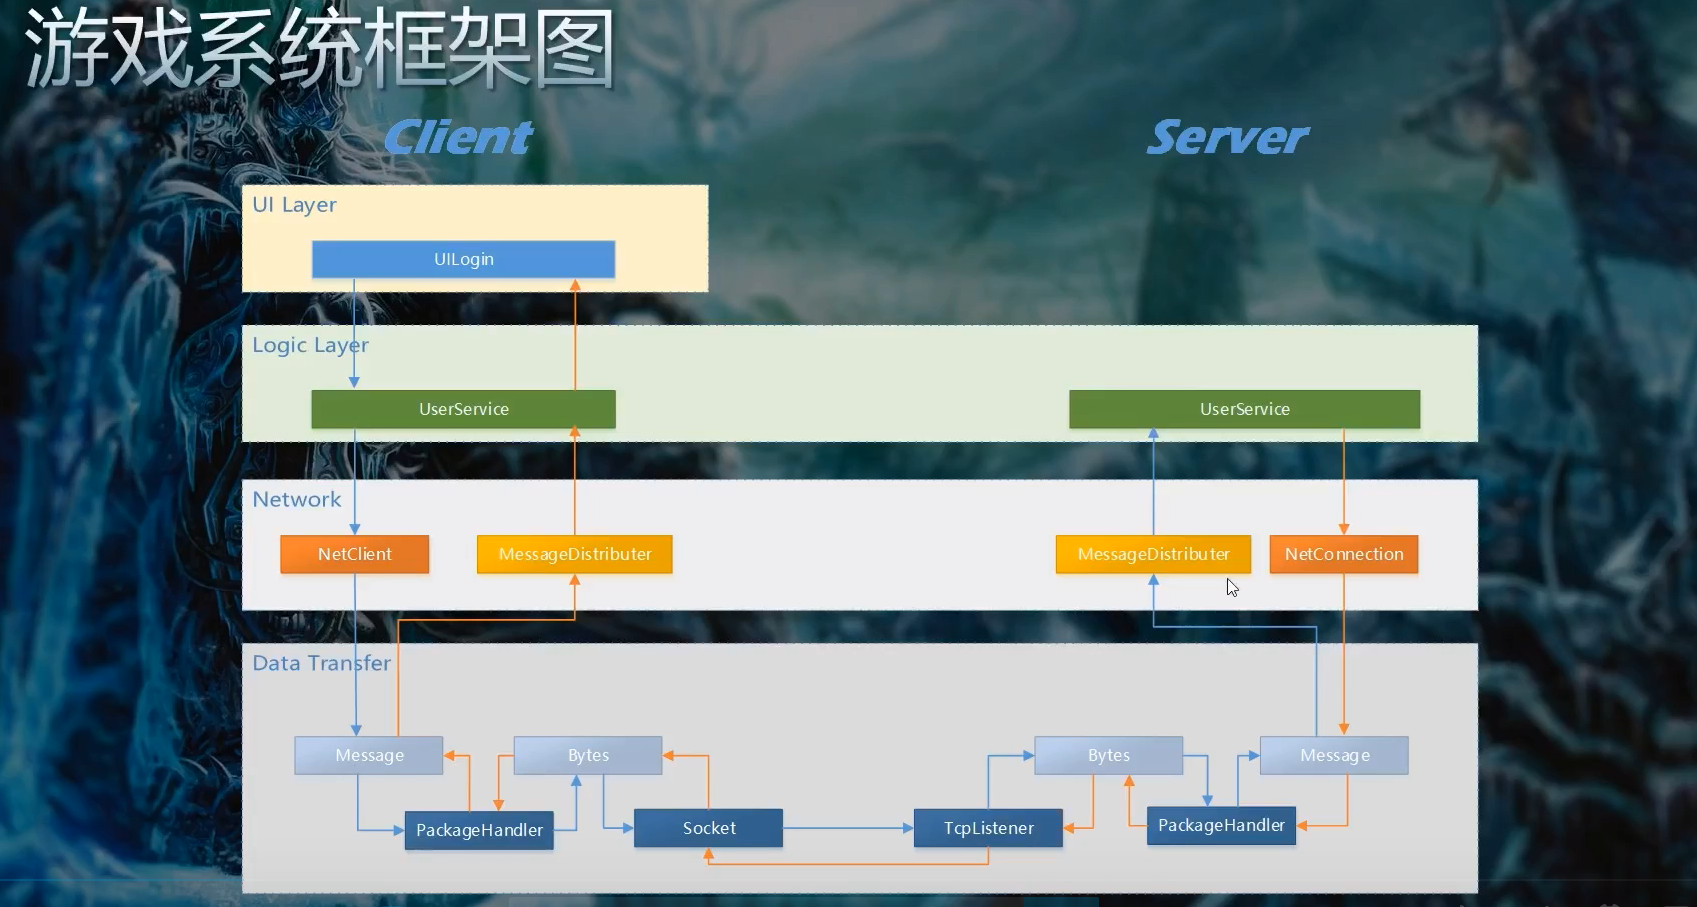 游戏系统框架图
Client
Server
UI Layer
UILogin
Logic Layer
UserService
UserService
Network
NetClient
MessageDistributer
MessageDistributer
NetConnection
Data Transfer
Message
Bytes
Bytes
Message
PackageHandler
Socket
TcpListener
PackageHandler